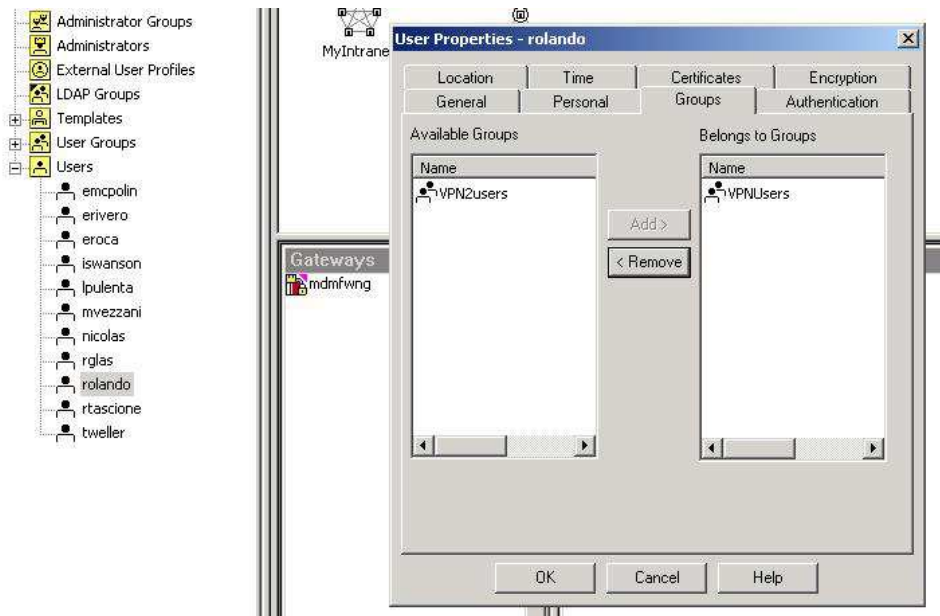 Administrator Groups
Administrators
External User Profiles
LDAP Groups
Templates
User Groups
Users
emcpolin
erivero
eroca
iswanson
lpulenta
mvezzani
nicolas
rglas
rolando
rtascione
tweller
MyIntrane
Gateways
mdmfwng
User Properties - rolando
Location Time Certificates Encryption
General Personal Groups Authentication
Available Groups Belongs to Groups
Name Name
VPN2users VPNUsers
Add >
< Remove
OK Cancel Help